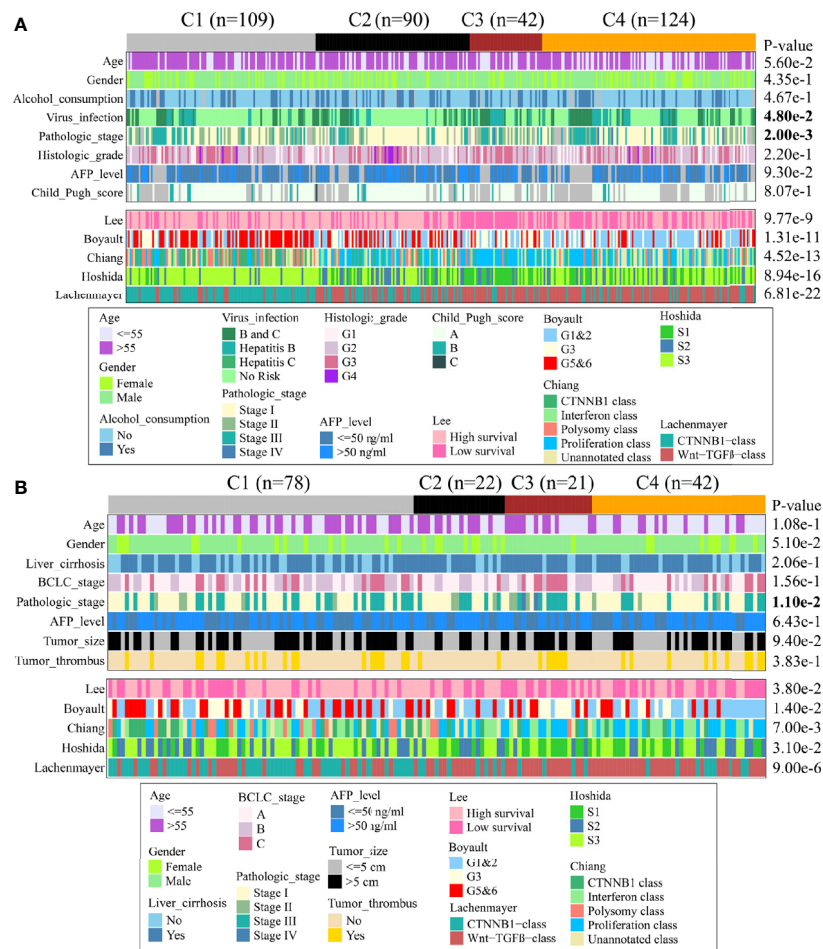 A
C1 (n=109) C2 (n=90) C3 (n=42) C4 (n=124)
P-value
Age 5.60e-2
Gender 4.35e-1
Alcohol_consumption 4.67e-1
Virus_infection 4.80e-2
Pathologic_stage 2.00e-3
Histologic_grade 2.20e-1
AFP_level 9.30e-2
Child_Pugh_score 8.07e-1
Lee 9.77e-9
Boyault 1.31e-11
Chiang 4.52e-13
Hoshida 8.94e-16
Lachenmayer 6.81e-22
Age
<=55
>55
Gender
Female
Male
Alcohol_consumption
No
Yes
Virus_infection
B and C
Hepatitis B
Hepatitis C
No Risk
Pathologic_stage
Stage I
Stage II
Stage III
Stage IV
Histologic_grade
G1
G2
G3
G4
AFP_level
<=50 ng/ml
>50 ng/ml
Child_Pugh_score
A
B
C
Lee
High survival
Low survival
Boyault
G1&2
G3
G5&6
Chiang
CTNNB1 class
Interferon class
Polysomy class
Proliferation class
Unannotated class
Hoshida
S1
S2
S3
Lachenmayer
CTNNB1-class
Wnt-TGFß-class
B
C1 (n=78) C2 (n=22) C3 (n=21) C4 (n=42)
P-value
Age 1.08e-1
Gender 5.10e-2
Liver_cirrhosis 2.06e-1
BCLC_stage 1.56e-1
Pathologic_stage 1.10e-2
AFP_level 6.43e-1
Tumor_size 9.40e-2
Tumor_thrombus 3.83e-1
Lee 3.80e-2
Boyault 1.40e-2
Chiang 7.00e-3
Hoshida 3.10e-2
Lachenmayer 9.00e-6
Age
<=55
>55
Gender
Female
Male
Liver_cirrhosis
No
Yes
BCLC_stage
A
B
C
Pathologic_stage
Stage I
Stage II
Stage III
Stage IV
AFP_level
<=50 ng/ml
>50 ng/ml
Tumor_size
<=5 cm
>5 cm
Tumor_thrombus
No
Yes
Lee
High survival
Low survival
Boyault
G1&2
G3
G5&6
Lachenmayer
CTNNB1-class
Wnt-TGFß-class
Hoshida
S1
S2
S3
Chiang
CTNNB1 class
Interferon class
Polysomy class
Proliferation class
Unannotated class